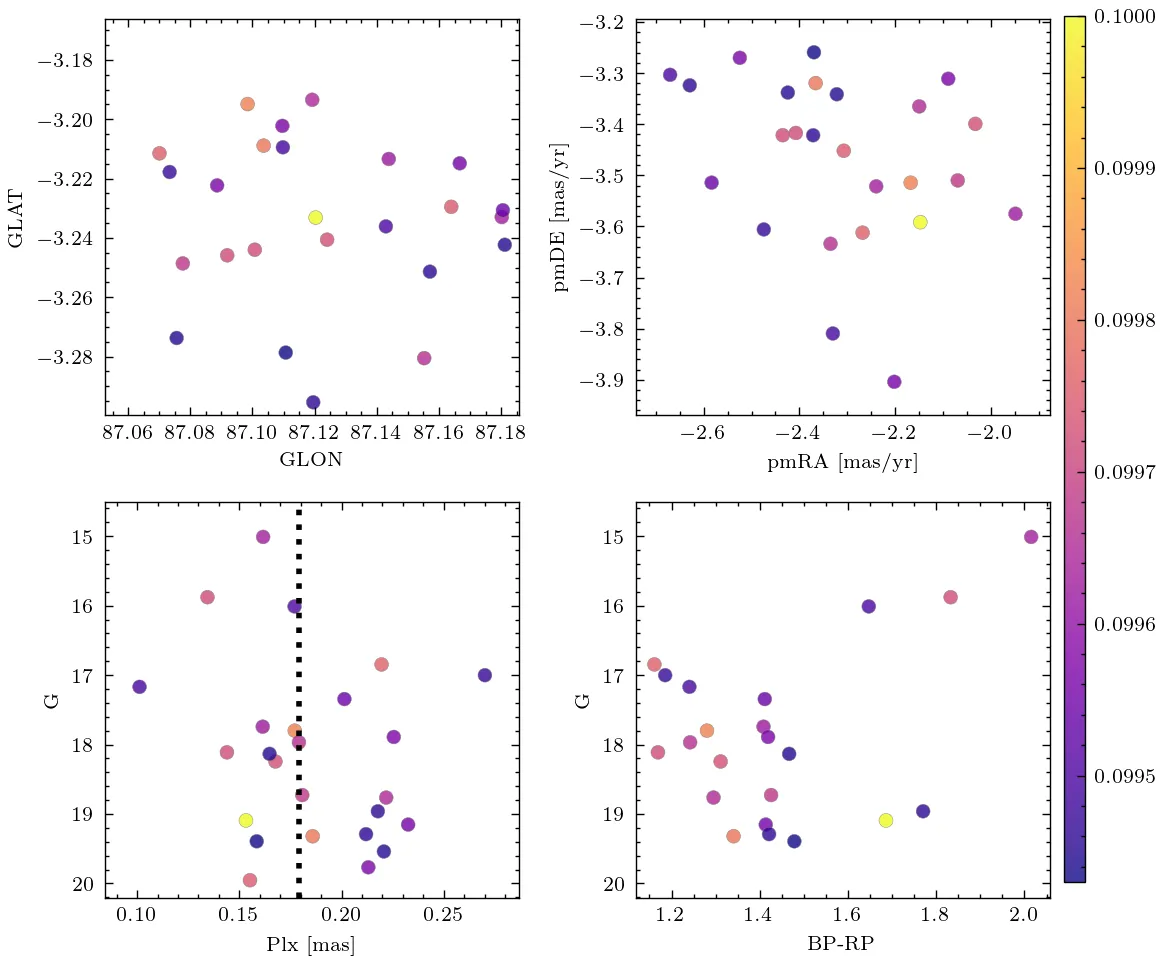 −3.18
−3.20
−3.22
−3.24
−3.26
−3.28
GLAT
87.06 87.08 87.10 87.12 87.14 87.16 87.18
GLON
−3.2
−3.3
−3.4
−3.5
−3.6
−3.7
−3.8
−3.9
pmDE [mas/yr]
−2.6 −2.4 −2.2 −2.0
pmRA [mas/yr]
15
16
17
18
19
20
G
0.10 0.15 0.20 0.25
Plx [mas]
15
16
17
18
19
20
G
1.2 1.4 1.6 1.8 2.0
BP-RP
0.1000
0.0999
0.0998
0.0997
0.0996
0.0995